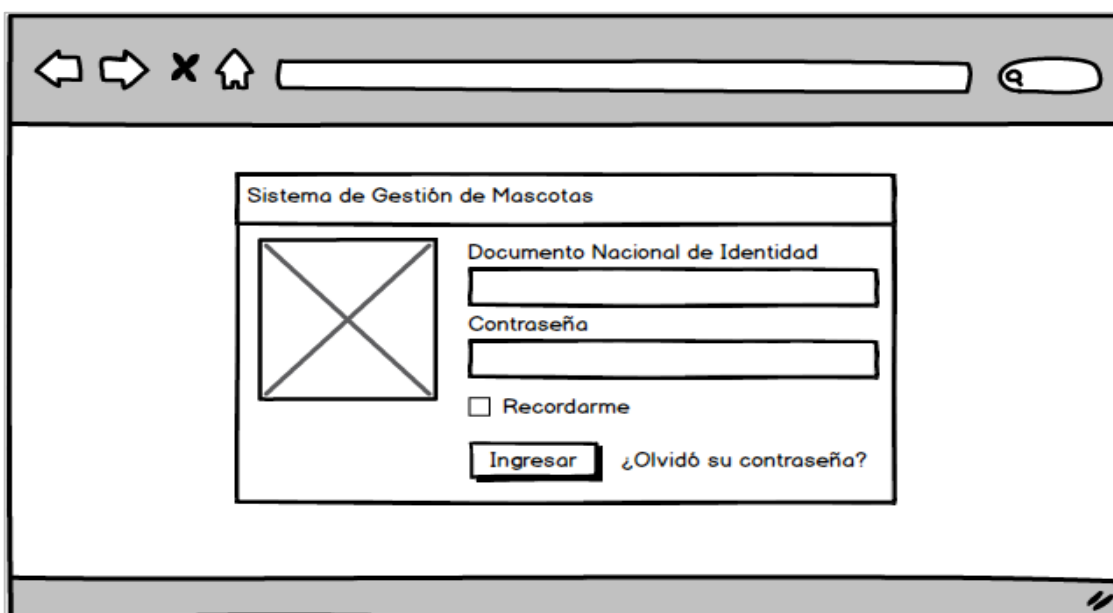 Sistema de Gestión de Mascotas
Documento Nacional de Identidad
Contraseña
Recordarme
Ingresar ¿Olvidó su contraseña?